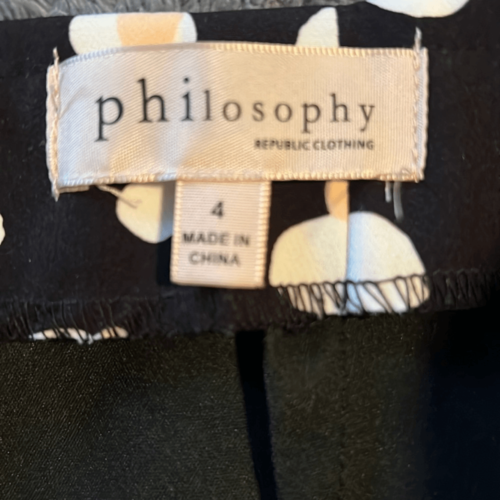 philosophy
REPUBLIC CLOTHING
4
MADE IN
CHINA